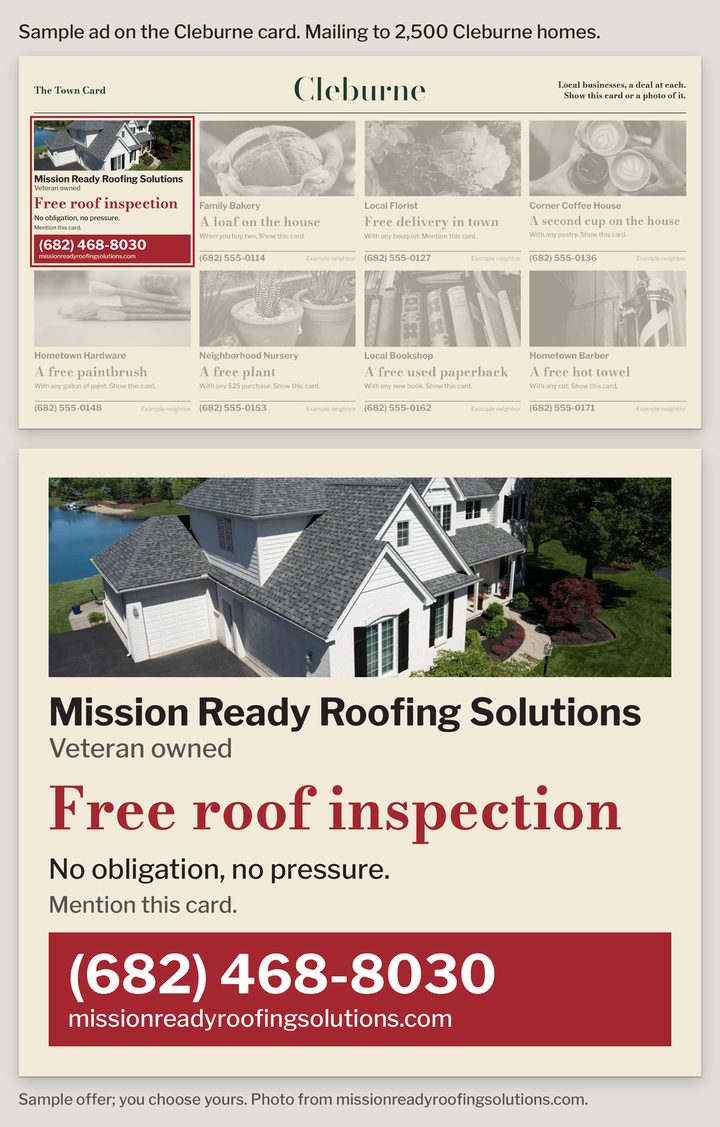 Sample ad on the Cleburne card. Mailing to 2,500 Cleburne homes.
The Town Card
Cleburne
Local businesses, a deal at each.
Show this card or a photo of it.
Mission Ready Roofing Solutions
Veteran owned
Free roof inspection
No obligation, no pressure.
Mention this card.
(682) 468-8030
missionreadyroofingsolutions.com
Family Bakery
A loaf on the house
When you buy two. Show this card.
(682) 555-0114
Example neighbor
Local Florist
Free delivery in town
With any bouquet. Mention this card.
(682) 555-0127
Example neighbor
Corner Coffee House
A second cup on the house
With any pastry. Show this card.
(682) 555-0136
Example neighbor
Hometown Hardware
A free paintbrush
With any gallon of paint. Show this card.
(682) 555-0148
Example neighbor
Neighborhood Nursery
A free plant
With any $25 purchase. Show this card.
(682) 555-0153
Example neighbor
Local Bookshop
A free used paperback
With any new book. Show this card.
(682) 555-0162
Example neighbor
Hometown Barber
A free hot towel
With any cut. Show this card.
(682) 555-0171
Example neighbor
Mission Ready Roofing Solutions
Veteran owned
Free roof inspection
No obligation, no pressure.
Mention this card.
(682) 468-8030
missionreadyroofingsolutions.com
Sample offer; you choose yours. Photo from missionreadyroofingsolutions.com.